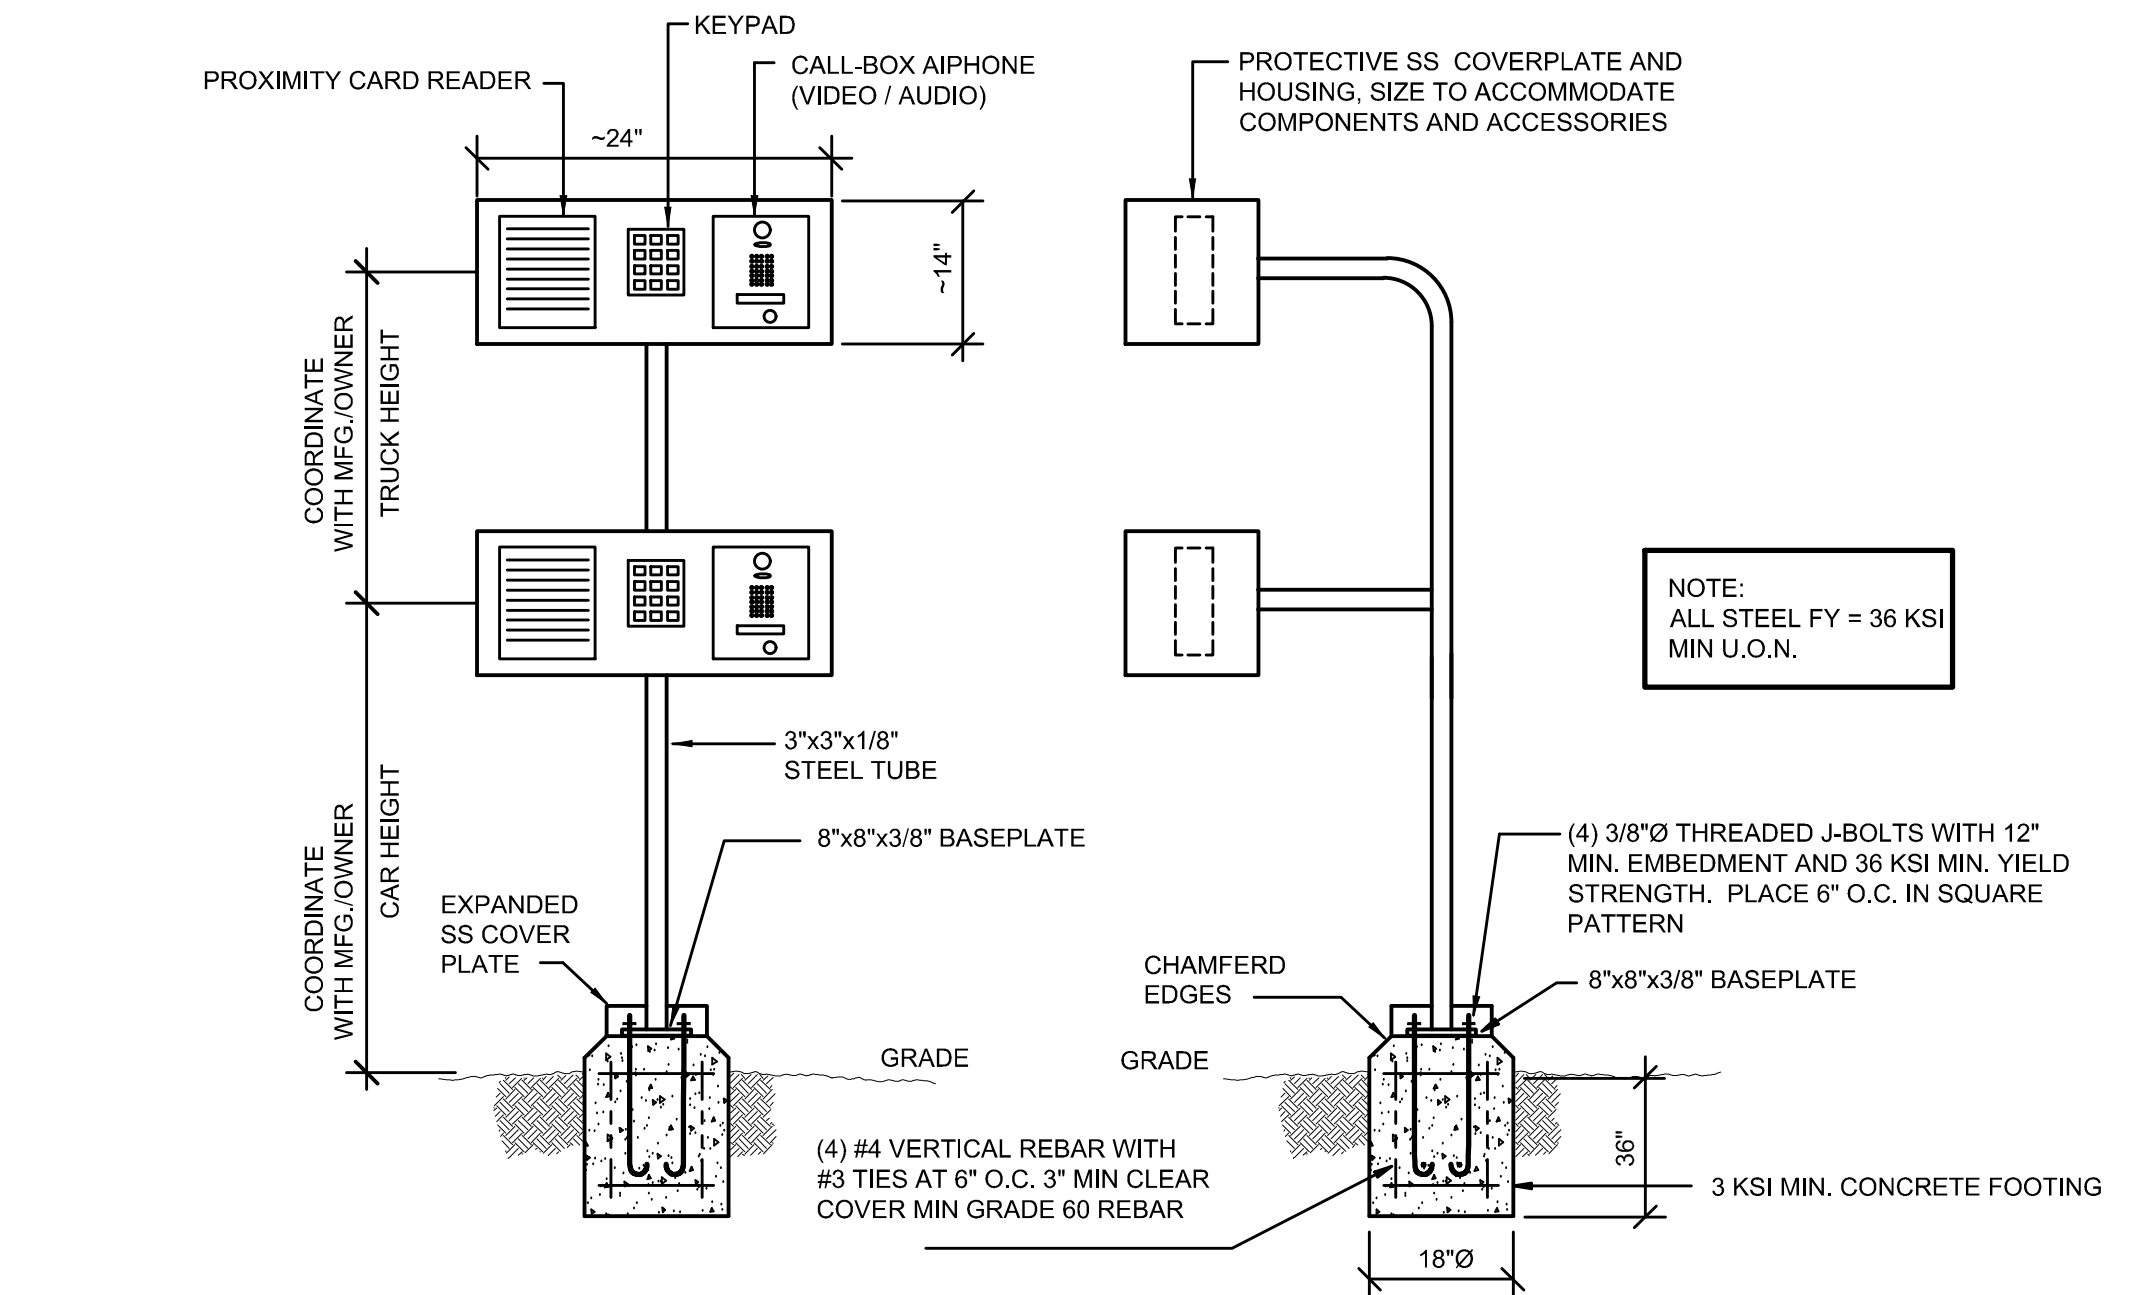 KEYPAD
PROXIMITY CARD READER
CALL-BOX AIPHONE
(VIDEO / AUDIO)
PROTECTIVE SS COVERPLATE AND
HOUSING, SIZE TO ACCOMMODATE
COMPONENTS AND ACCESSORIES
~24"
~14"
COORDINATE
WITH MFG./OWNER
TRUCK HEIGHT
NOTE:
ALL STEEL FY = 36 KSI
MIN U.O.N.
3"x3"x1/8"
STEEL TUBE
8"x8"x3/8" BASEPLATE
COORDINATE
WITH MFG./OWNER
CAR HEIGHT
EXPANDED
SS COVER
PLATE
(4) 3/8"Ø THREADED J-BOLTS WITH 12"
MIN. EMBEDMENT AND 36 KSI MIN. YIELD
STRENGTH. PLACE 6" O.C. IN SQUARE
PATTERN
CHAMFERD
EDGES
8"x8"x3/8" BASEPLATE
GRADE
GRADE
(4) #4 VERTICAL REBAR WITH
#3 TIES AT 6" O.C. 3" MIN CLEAR
COVER MIN GRADE 60 REBAR
36"
3 KSI MIN. CONCRETE FOOTING
18"Ø